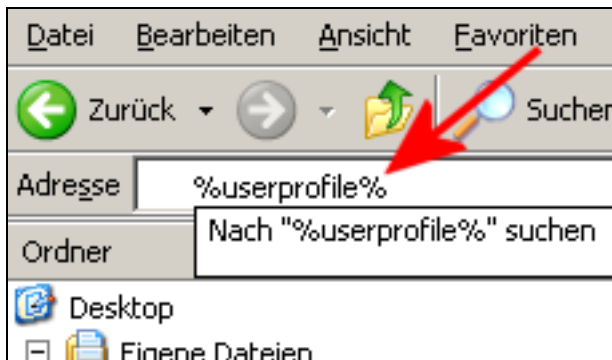 Datei Bearbeiten Ansicht Favoriten
Zurück Suchen
Adresse %userprofile%
Nach "%userprofile%" suchen
Ordner
Desktop
Eigene Dateien